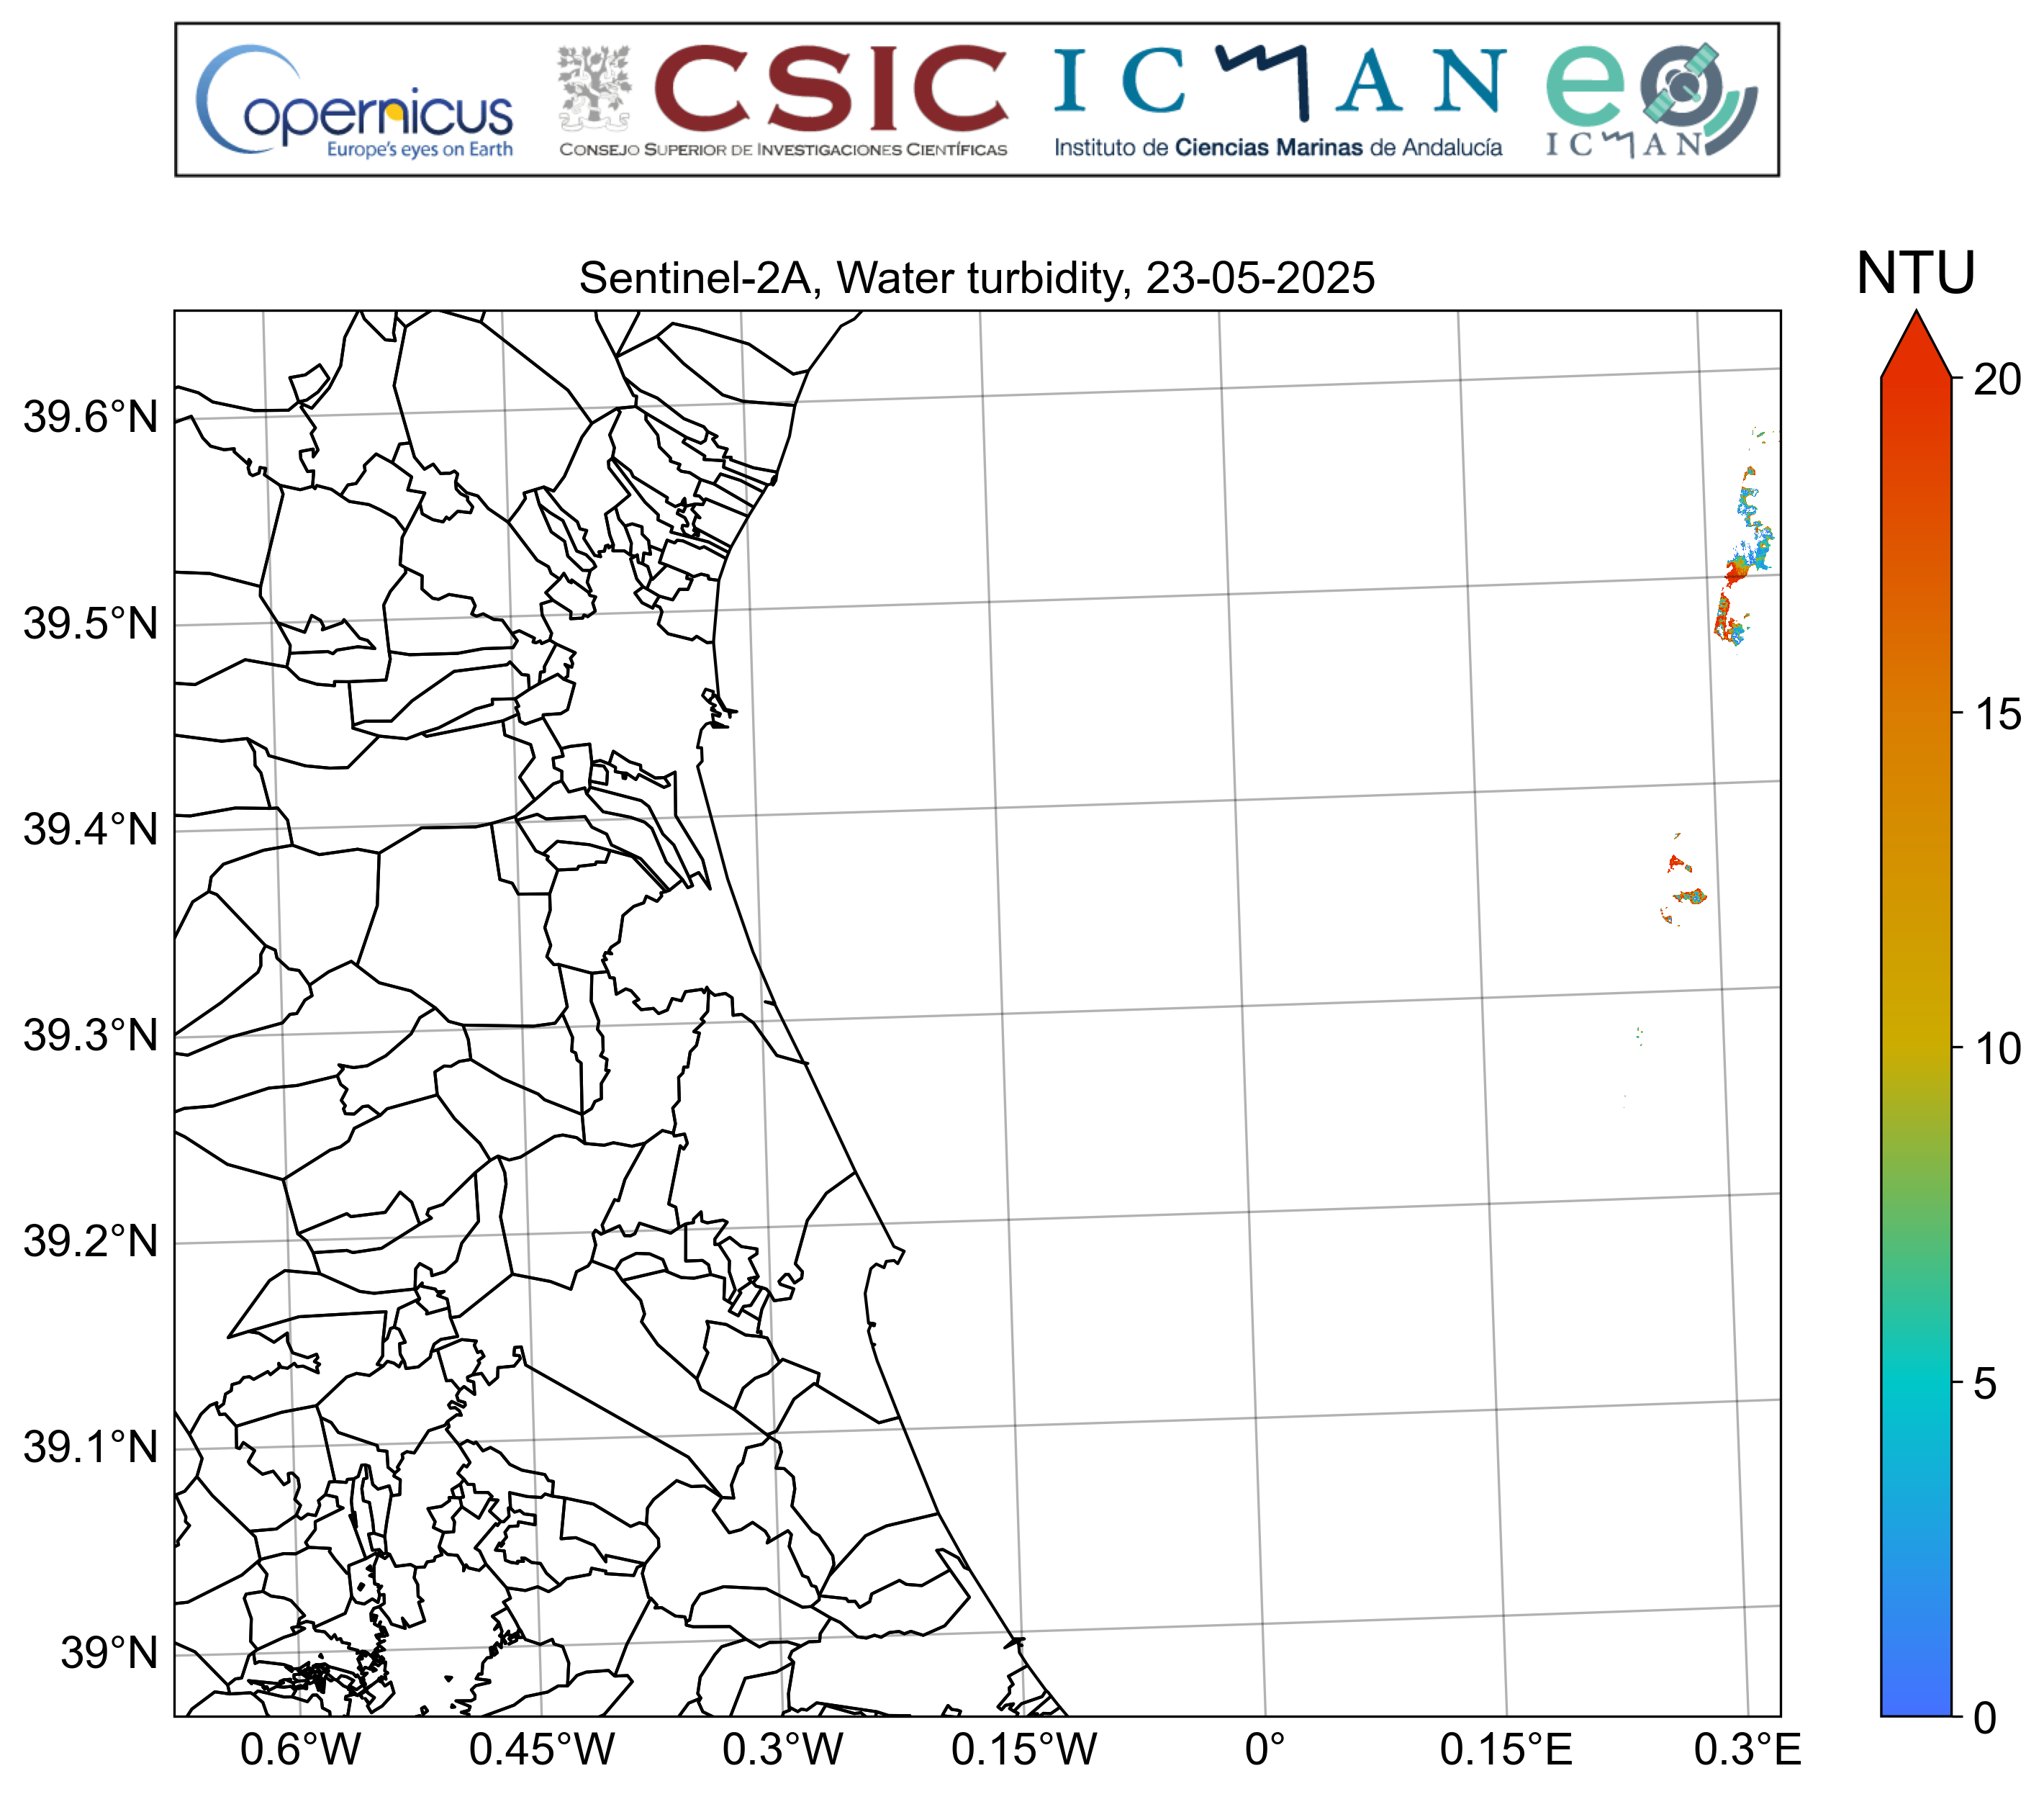 Copernicus
Europe's eyes on Earth
CSIC
CONSEJO SUPERIOR DE INVESTIGACIONES CIENTÍFICAS
ICMAN
Instituto de Ciencias Marinas de Andalucía
eo
ICMAN
Sentinel-2A, Water turbidity, 23-05-2025
NTU
20
15
10
5
0
39.6°N
39.5°N
39.4°N
39.3°N
39.2°N
39.1°N
39°N
0.6°W 0.45°W 0.3°W 0.15°W 0° 0.15°E 0.3°E